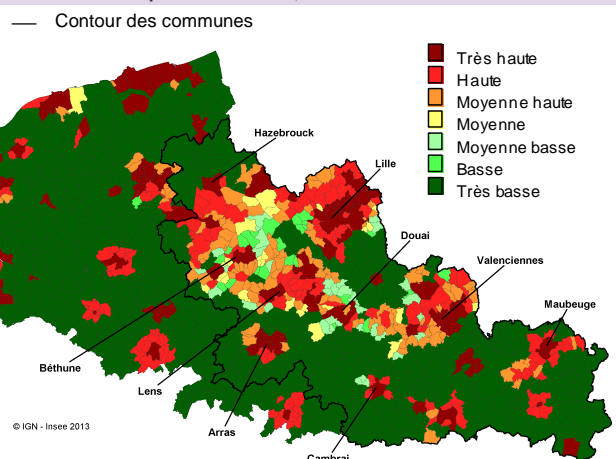 Contour des communes
Très haute
Haute
Moyenne haute
Moyenne
Moyenne basse
Basse
Très basse
Hazebrouck
Lille
Douai
Valenciennes
Maubeuge
Béthune
Lens
Arras
Cambrai
© IGN - Insee 2013